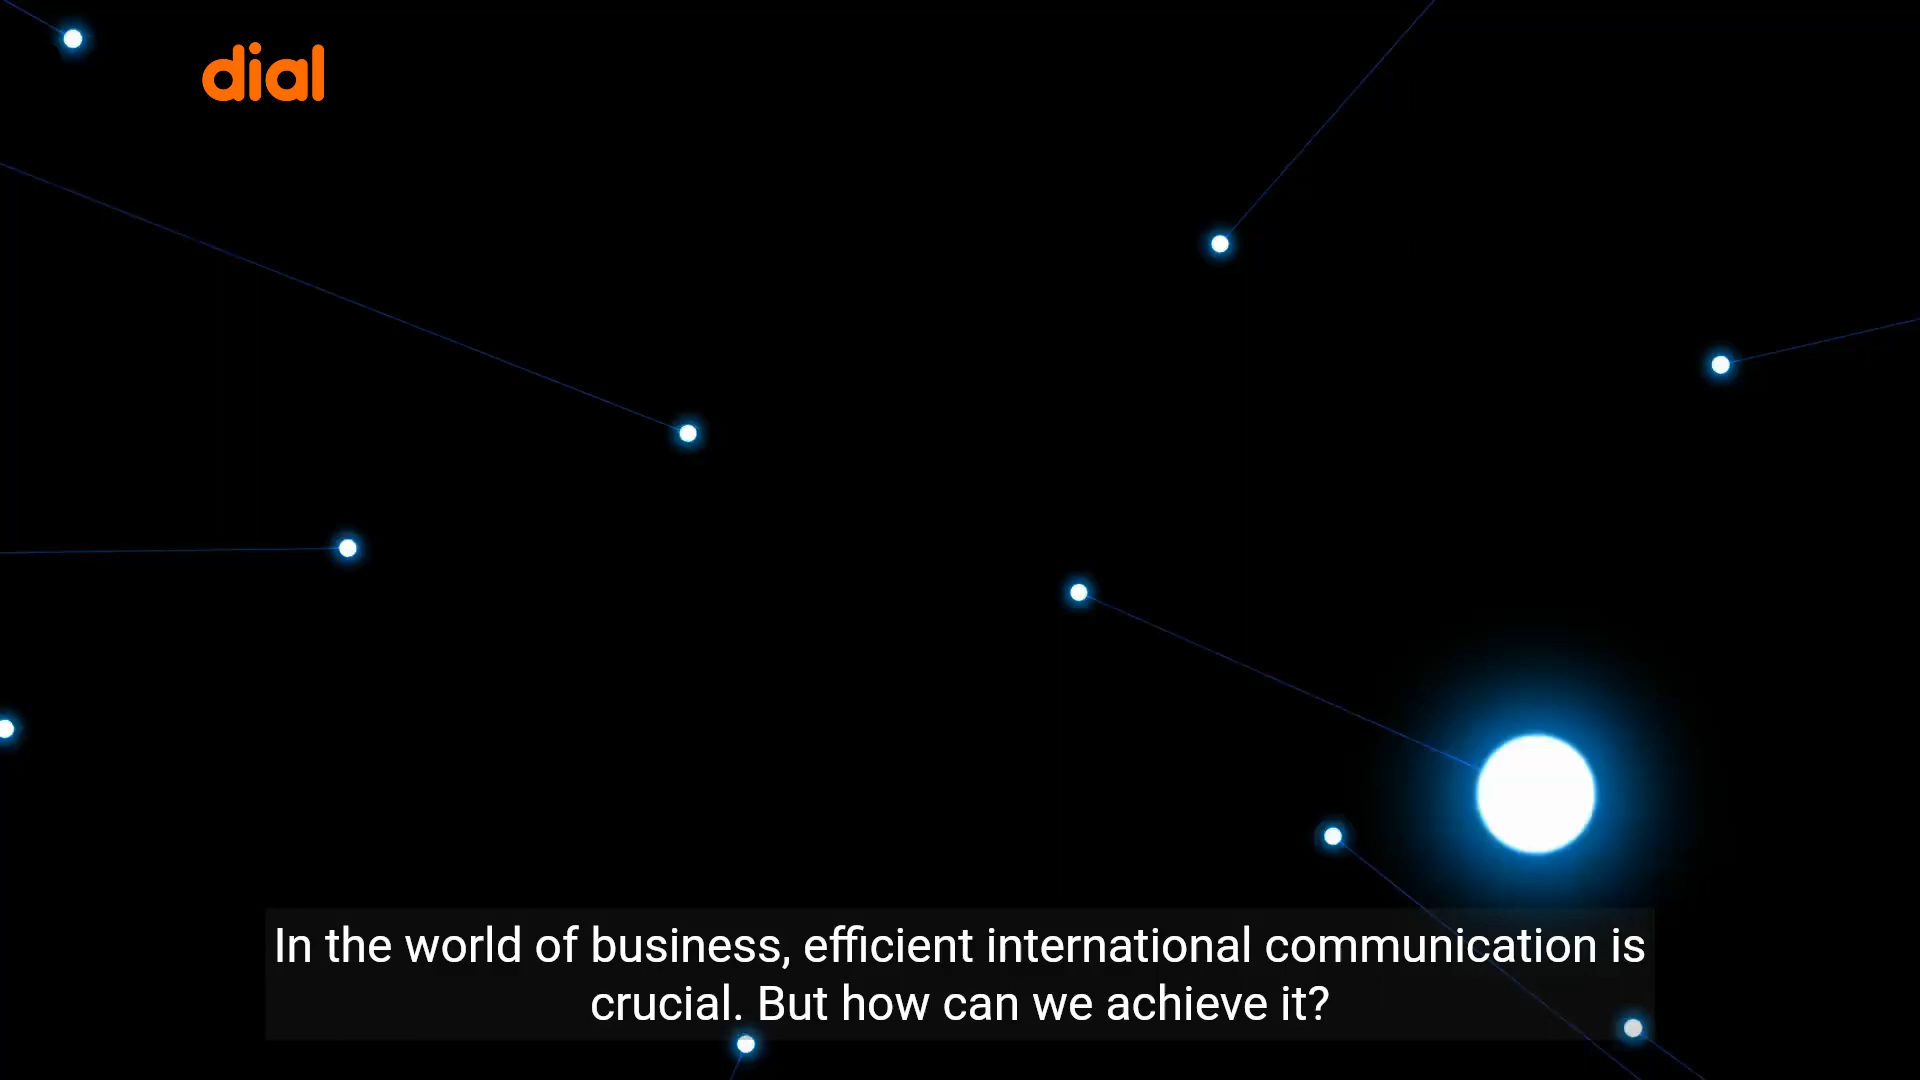 dial
In the world of business, efficient international communication is
crucial. But how can we achieve it?